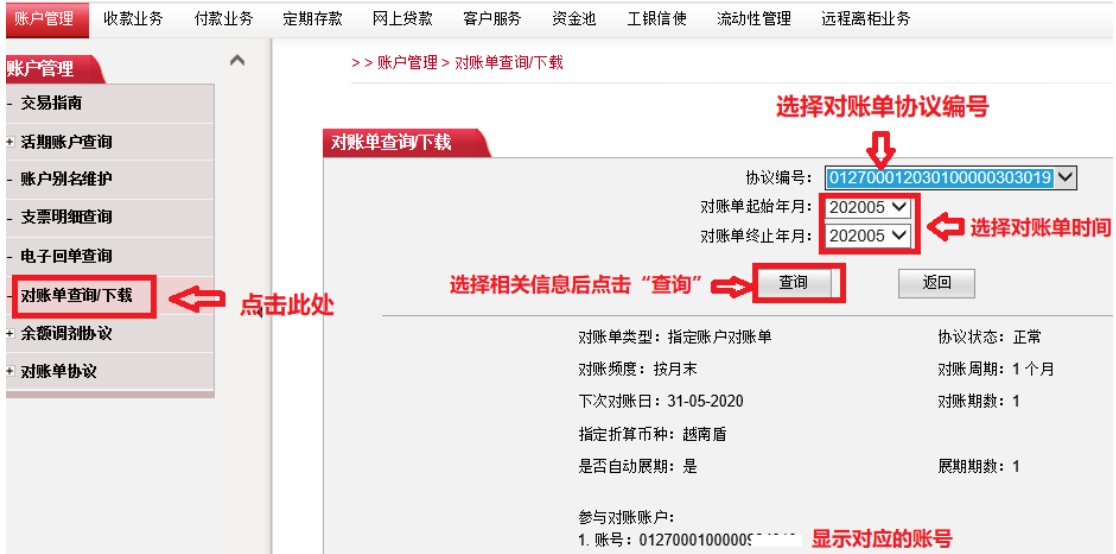 账户管理 收款业务 付款业务 定期存款 网上贷款 客户服务 资金池 工银信使 流动性管理 远程离柜业务
账户管理
>> 账户管理 > 对账单查询/下载
- 交易指南
+ 活期账户查询
- 账户别名维护
- 支票明细查询
- 电子回单查询
- 对账单查询/下载
+ 余额调剂协议
+ 对账单协议
点击此处
选择对账单协议编号
对账单查询/下载
协议编号： 012700012030100000303019
对账单起始年月： 202005
对账单终止年月： 202005
选择对账单时间
选择相关信息后点击“查询”
查询 返回
对账单类型：指定账户对账单 协议状态：正常
对账频度：按月末 对账周期：1 个月
下次对账日：31-05-2020 对账期数：1
指定折算币种：越南盾
是否自动展期：是 展期期数：1
参与对账账户：
1. 账号：0127000100000 显示对应的账号